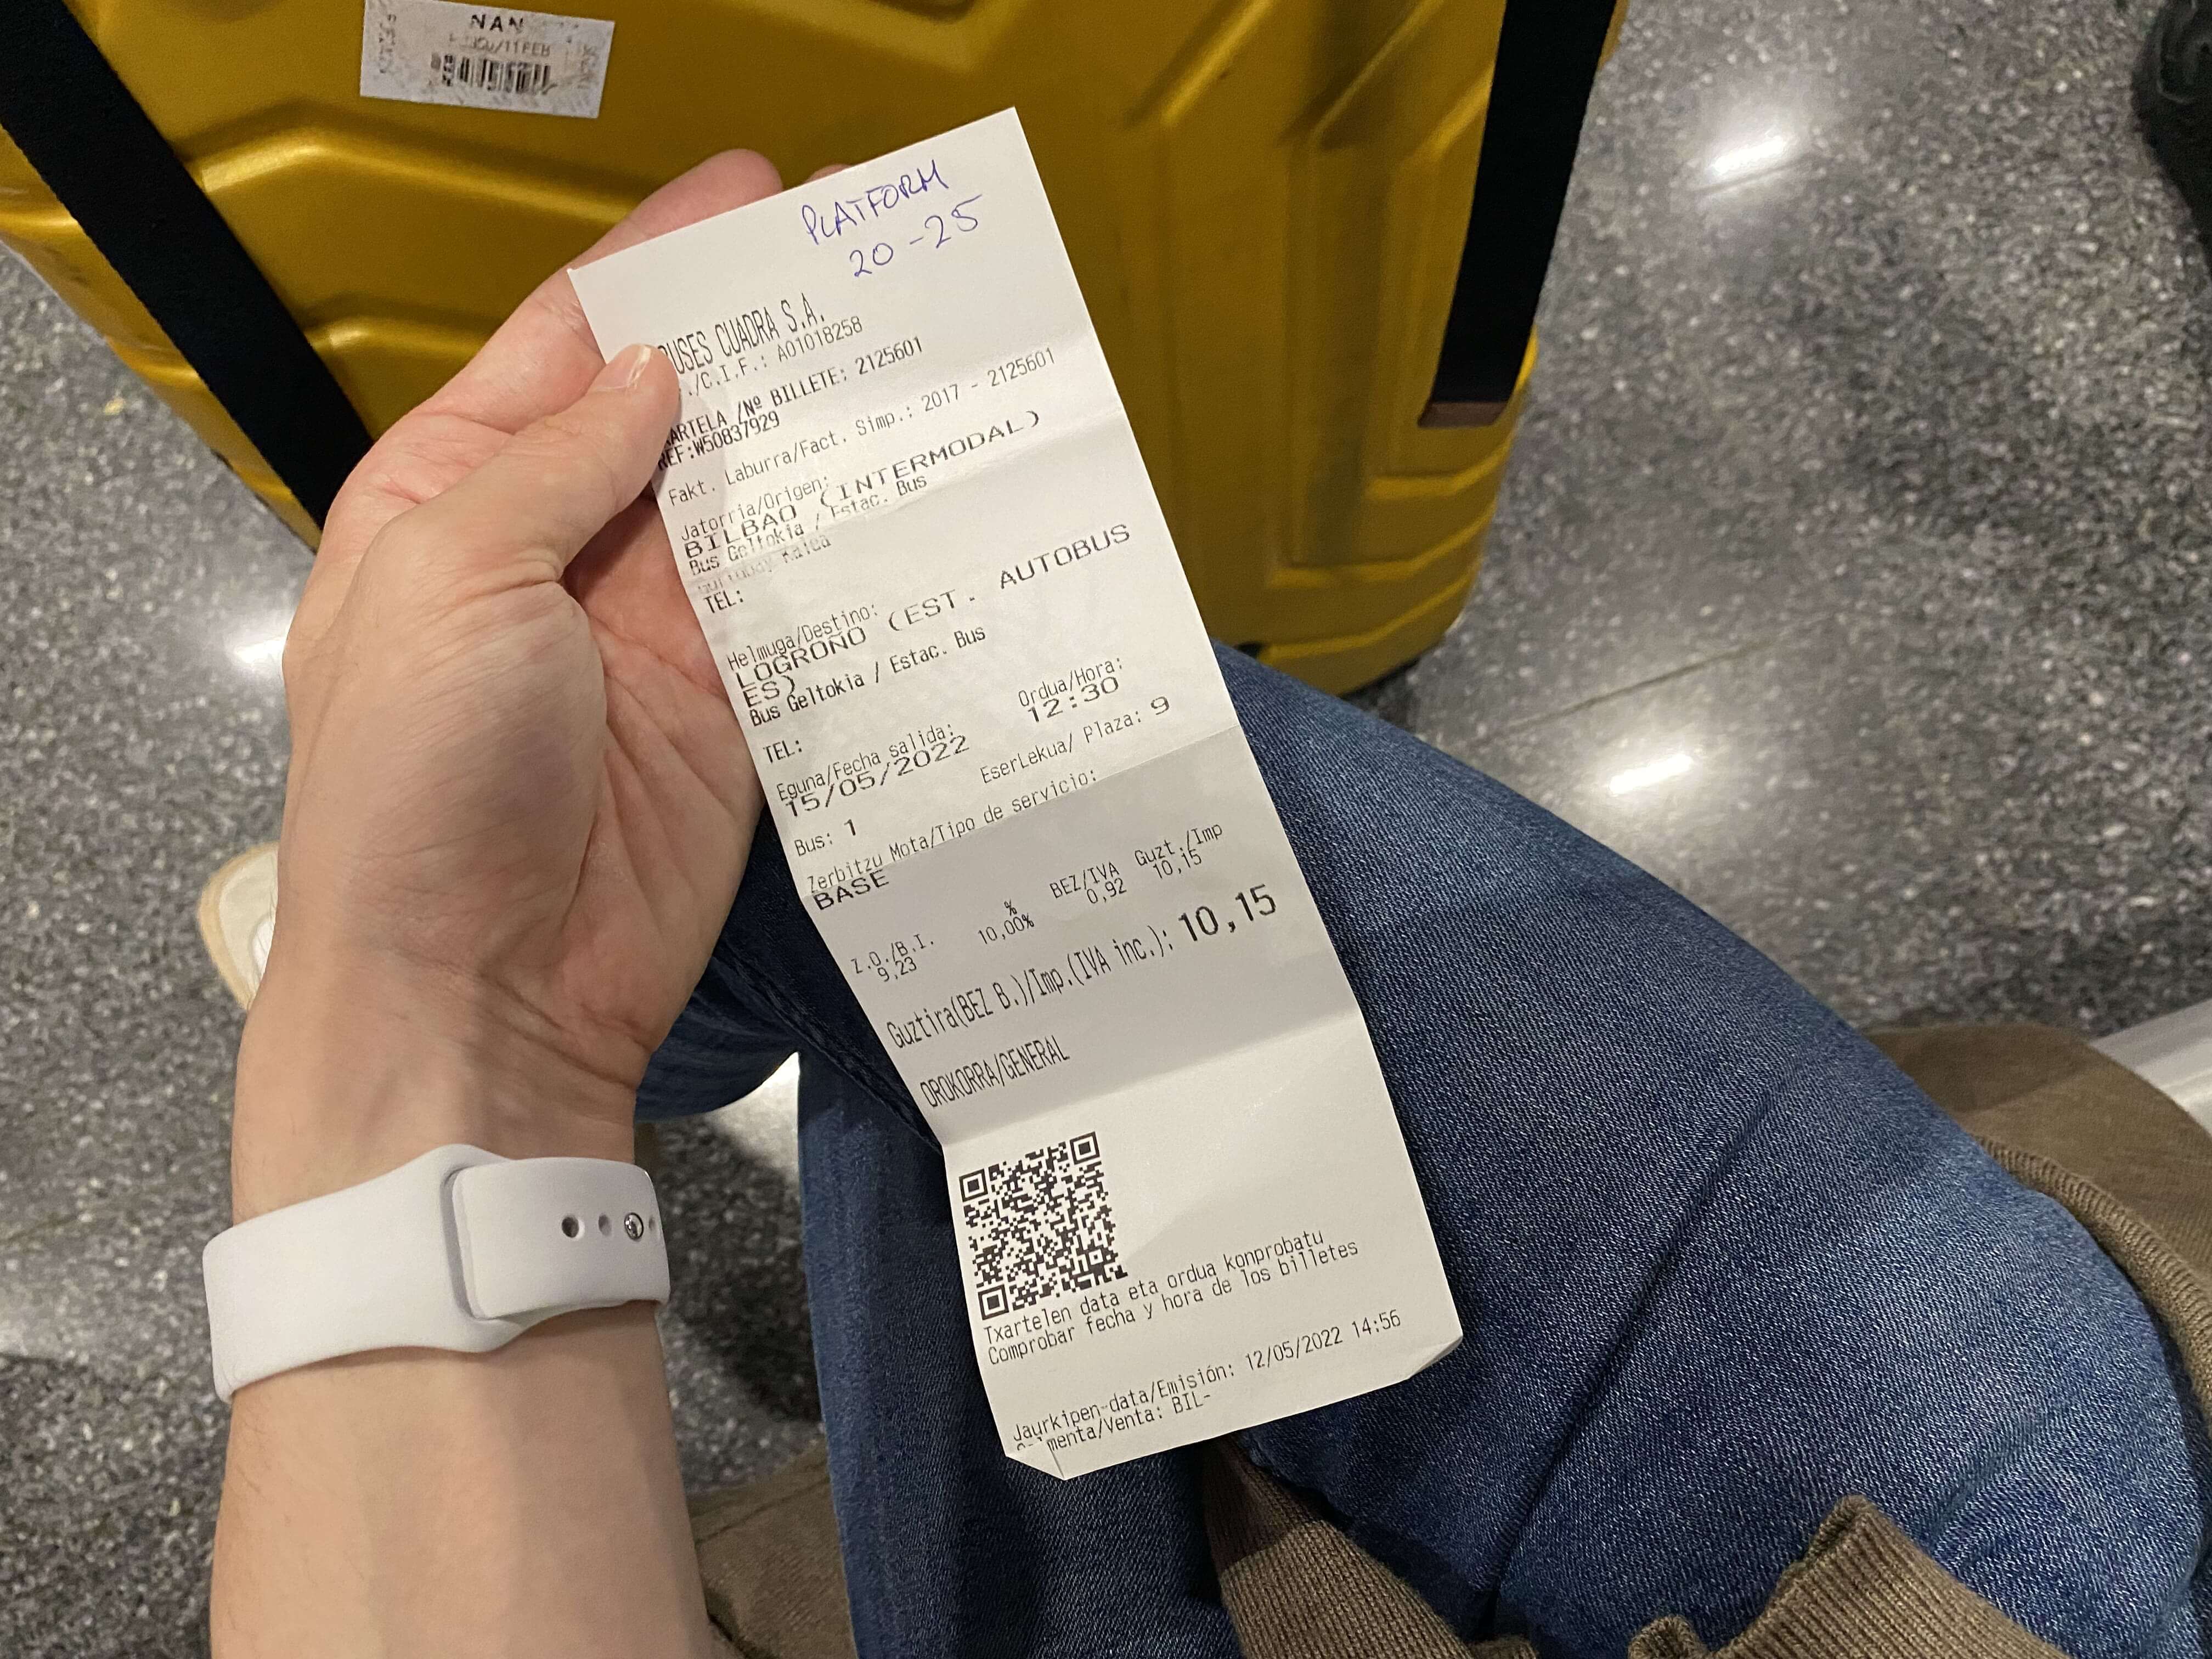 NAN
/11FEB
PLATFORM
20-25
BUSES CUADRA S.A.
./C.I.F.: A01018258
TXARTELA /Nº BILLETE: 2125601
REF:W50837929
Fakt. Laburra/Fact. Simp.: 2017 - 2125601
Jatorria/Origen:
BILBAO (INTERMODAL)
Bus Geltokia / Estac. Bus
Gurtubay Kalea
TEL:
Helmuga/Destino:
LOGROÑO (EST. AUTOBUS
ES)
Bus Geltokia / Estac. Bus
TEL:
Eguna/Fecha salida: Ordua/Hora:
15/05/2022 12:30
Bus: 1 EserLekua/ Plaza: 9
Zerbitzu Mota/Tipo de servicio:
BASE
Z.O./B.I. % BEZ/IVA Guzt./Imp
9,23 10,00% 0,92 10,15
Guztira(BEZ B.)/Imp.(IVA inc.): 10,15
OROKORRA/GENERAL
Txartelen data eta ordua konprobatu
Comprobar fecha y hora de los billetes
Jaurkipen-data/Emisión: 12/05/2022 14:56
menta/Venta: BIL-